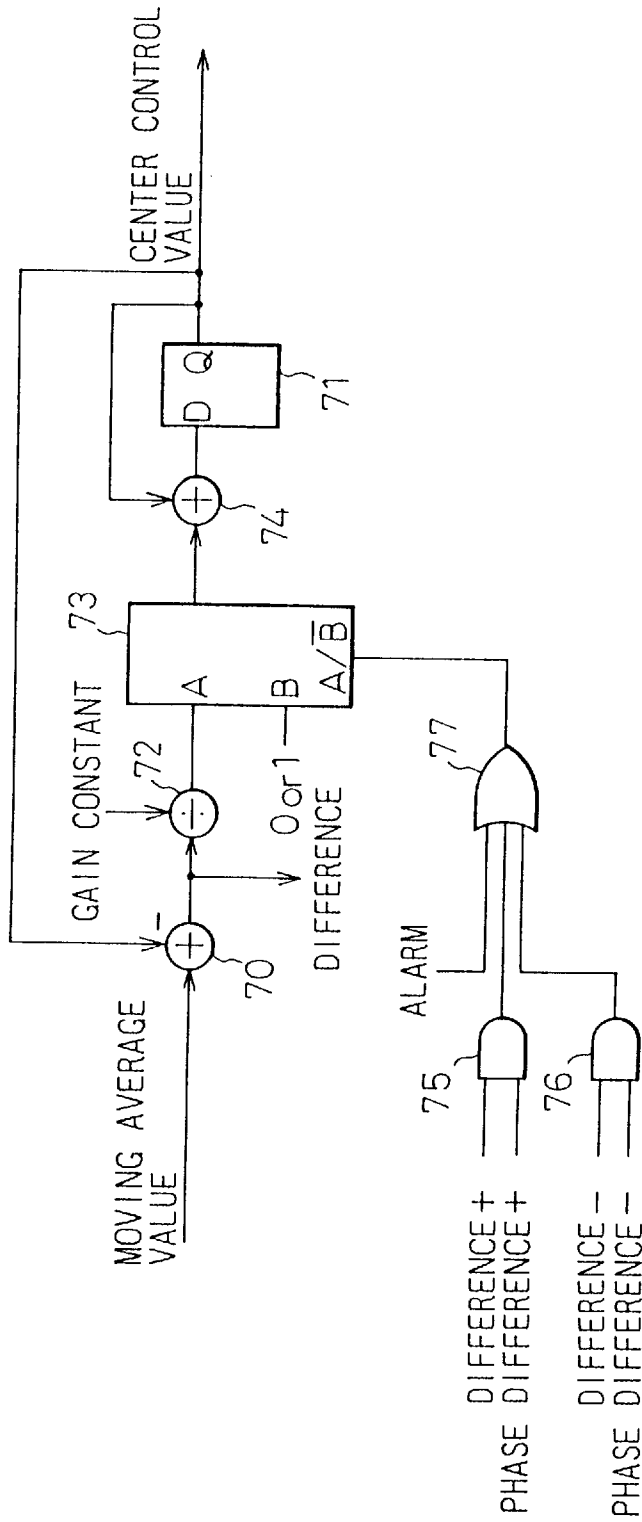 MOVING AVERAGE
VALUE
70
DIFFERENCE
GAIN CONSTANT
72
0 or 1
73
A
B
A/B̅
74
D Q
71
CENTER CONTROL
VALUE
ALARM
77
75
76
DIFFERENCE +
PHASE DIFFERENCE +
DIFFERENCE −
PHASE DIFFERENCE −
−
+
÷
+